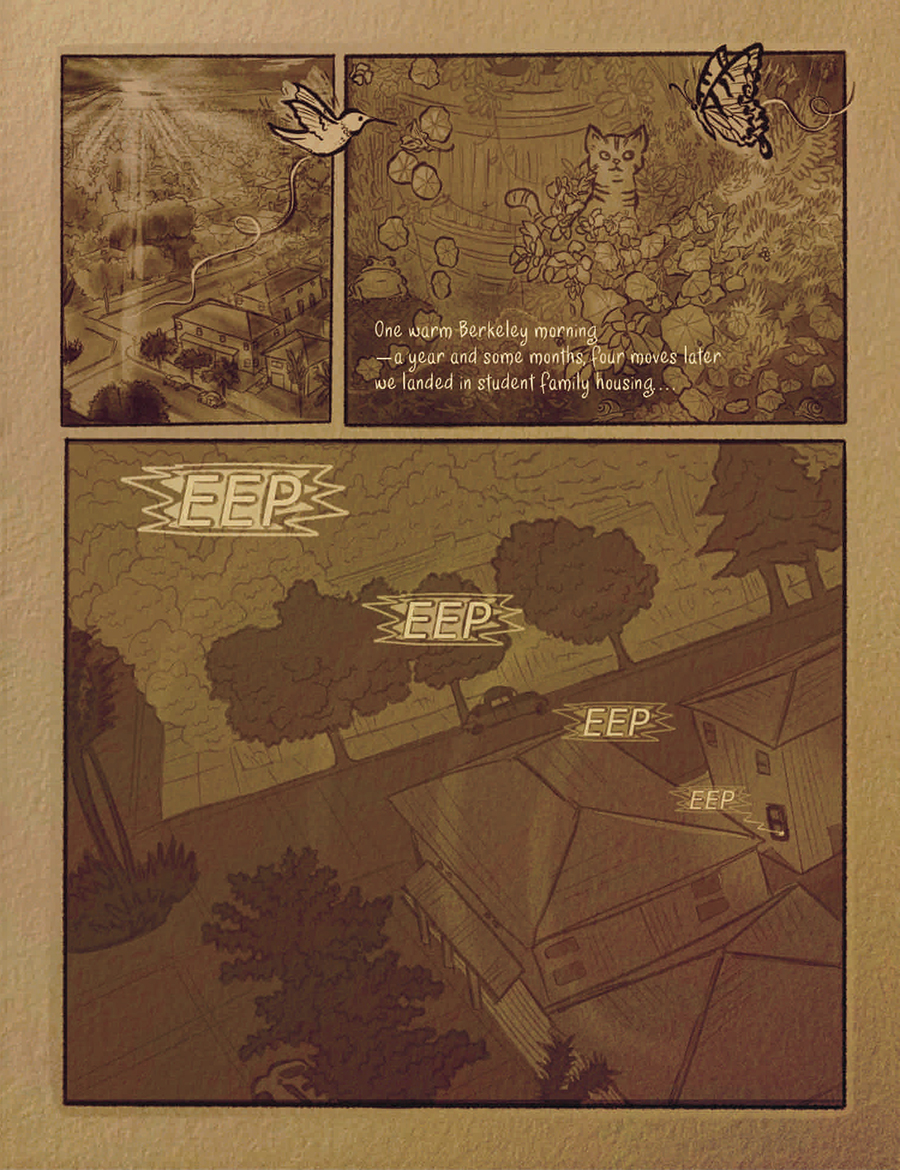 One warm Berkeley morning
—a year and some months, four moves later
we landed in student family housing...
EEP
EEP
EEP
EEP